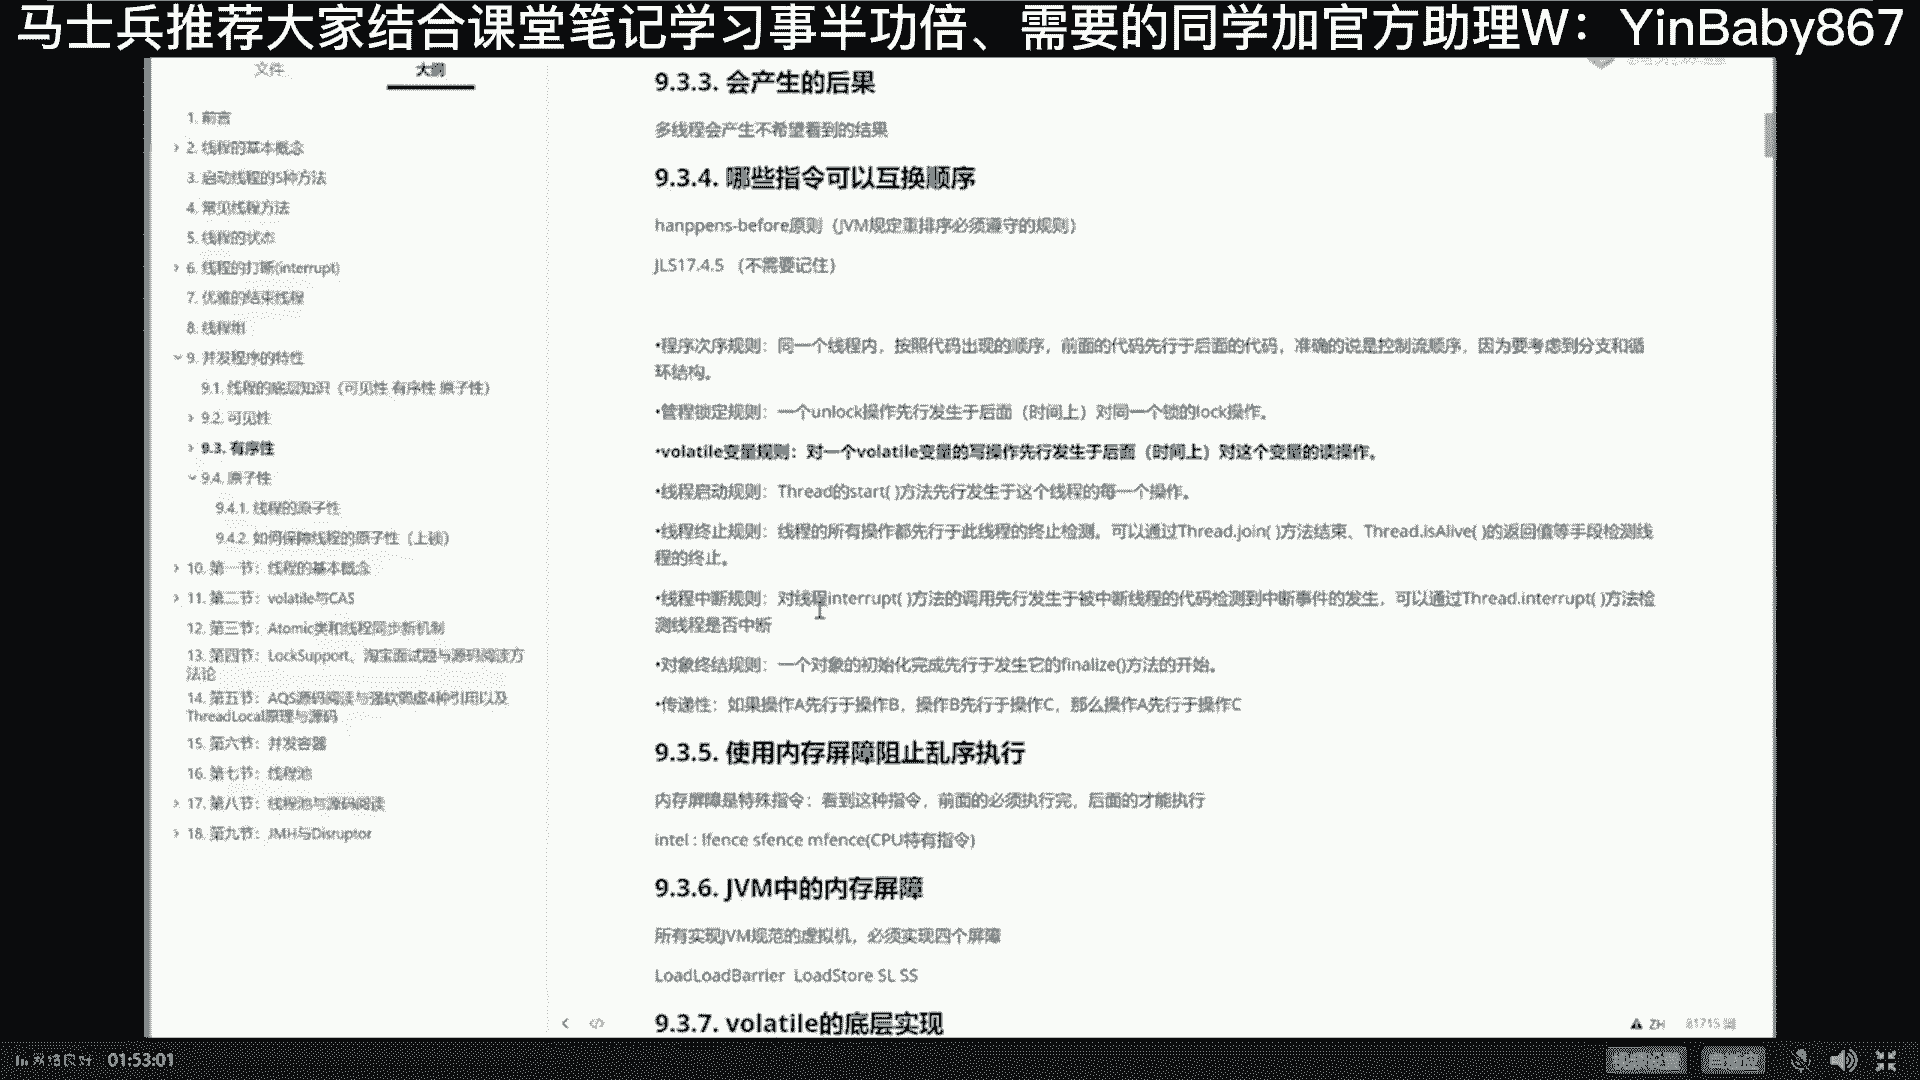 马士兵推荐大家结合课堂笔记学习事半功倍、需要的同学加官方助理W：YinBaby867
文件
大纲
1. 前言
2. 线程的基本概念
3. 启动线程的5种方法
4. 常见线程方法
5. 线程的状态
6. 线程的打断(interrupt)
7. 优雅的结束线程
8. 线程组
9. 并发程序的特性
9.1. 线程的底层知识（可见性 有序性 原子性）
9.2. 可见性
9.3. 有序性
9.4. 原子性
9.4.1. 线程的原子性
9.4.2. 如何保障线程的原子性（上锁）
10. 第一节：线程的基本概念
11. 第二节：volatile与CAS
12. 第三节：Atomic类和线程同步新机制
13. 第四节：LockSupport、淘宝面试题与源码阅读方
法论
14. 第五节：AQS源码阅读与强软弱虚4种引用以及
ThreadLocal原理与源码
15. 第六节：并发容器
16. 第七节：线程池
17. 第八节：线程池与源码阅读
18. 第九节：JMH与Disruptor
9.3.3. 会产生的后果
多线程会产生不希望看到的结果
9.3.4. 哪些指令可以互换顺序
hanppens-before原则（JVM规定重排序必须遵守的规则）
JLS17.4.5 （不需要记住）
•程序次序规则：同一个线程内，按照代码出现的顺序，前面的代码先行于后面的代码，准确的说是控制流顺序，因为要考虑到分支和循
环结构。
•管程锁定规则：一个unlock操作先行发生于后面（时间上）对同一个锁的lock操作。
•volatile变量规则：对一个volatile变量的写操作先行发生于后面（时间上）对这个变量的读操作。
•线程启动规则：Thread的start( )方法先行发生于这个线程的每一个操作。
•线程终止规则：线程的所有操作都先行于此线程的终止检测。可以通过Thread.join( )方法结束、Thread.isAlive( )的返回值等手段检测线
程的终止。
•线程中断规则：对线程interrupt( )方法的调用先行发生于被中断线程的代码检测到中断事件的发生，可以通过Thread.interrupt( )方法检
测线程是否中断
•对象终结规则：一个对象的初始化完成先行于发生它的finalize()方法的开始。
•传递性：如果操作A先行于操作B，操作B先行于操作C，那么操作A先行于操作C
9.3.5. 使用内存屏障阻止乱序执行
内存屏障是特殊指令：看到这种指令，前面的必须执行完，后面的才能执行
intel : lfence sfence mfence(CPU特有指令)
9.3.6. JVM中的内存屏障
所有实现JVM规范的虚拟机，必须实现四个屏障
LoadLoadBarrier LoadStore SL SS
9.3.7. volatile的底层实现
ZH
81715 词
01:53:01